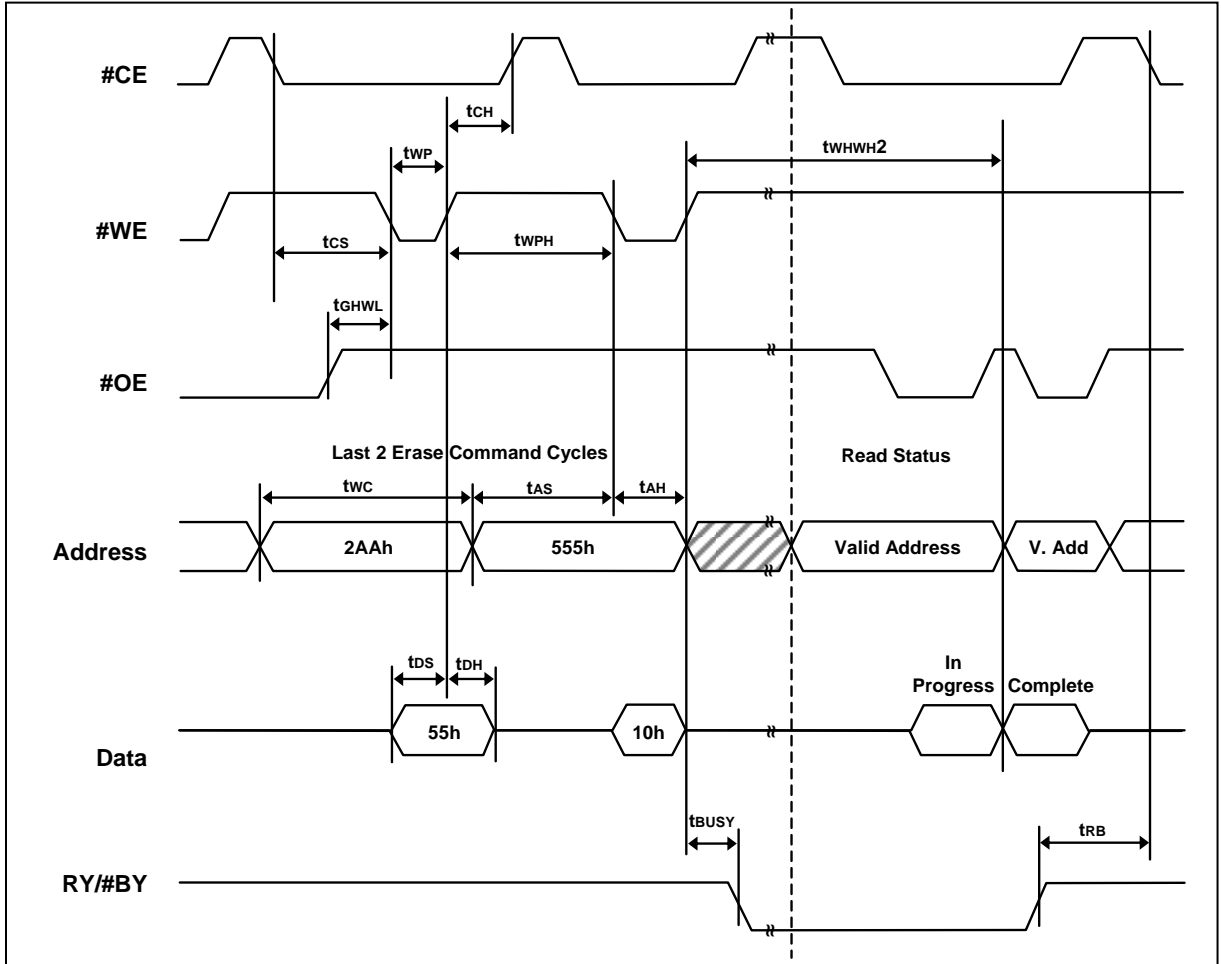 #CE
tCH
tWP
tWHWH2
#WE
tCS
tWPH
tGHWL
#OE
Last 2 Erase Command Cycles
Read Status
tWC
tAS
tAH
Address
2AAh
555h
Valid Address
V. Add
tDS
tDH
In
Progress
Complete
55h
10h
Data
tBUSY
tRB
RY/#BY